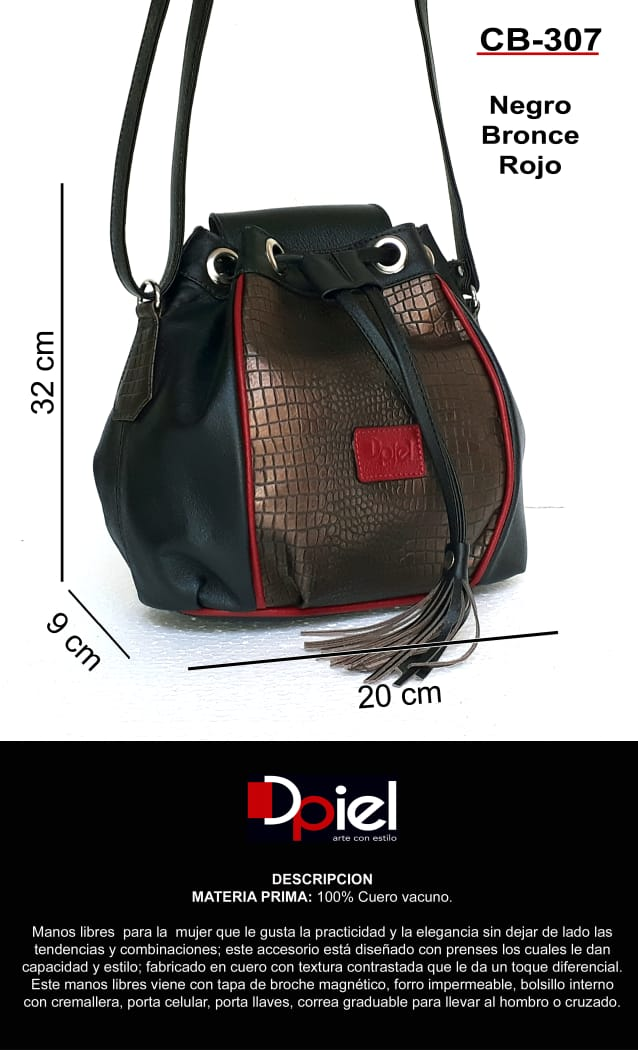 CB-307
Negro
Bronce
Rojo
32 cm
Dpiel
9 cm
20 cm
Dpiel
arte con estilo
DESCRIPCION
MATERIA PRIMA: 100% Cuero vacuno.
Manos libres para la mujer que le gusta la practicidad y la elegancia sin dejar de lado las
tendencias y combinaciones; este accesorio está diseñado con prenses los cuales le dan
capacidad y estilo; fabricado en cuero con textura contrastada que le da un toque diferencial.
Este manos libres viene con tapa de broche magnético, forro impermeable, bolsillo interno
con cremallera, porta celular, porta llaves, correa graduable para llevar al hombro o cruzado.